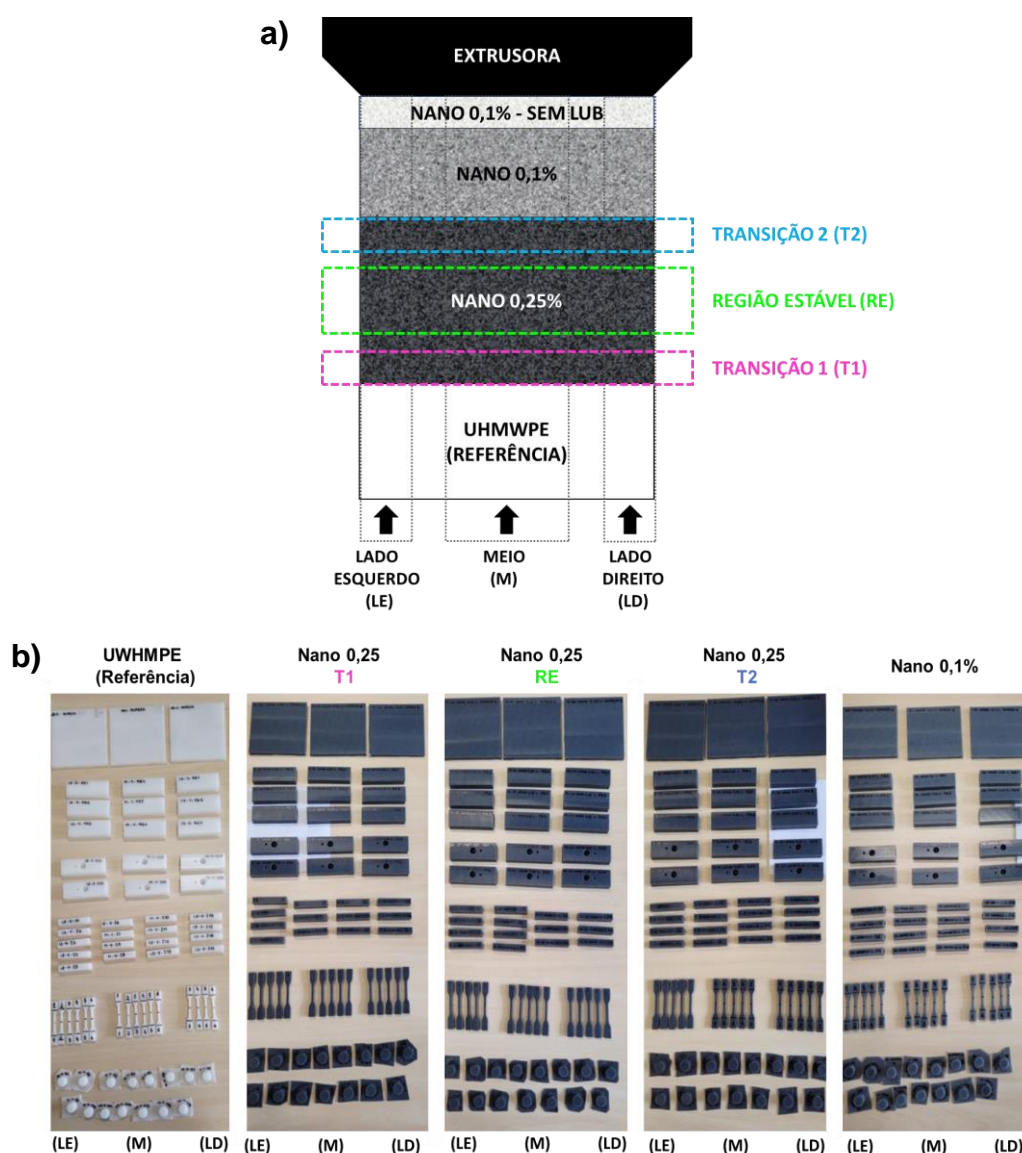 a)
EXTRUSORA
NANO 0,1% - SEM LUB
NANO 0,1%
TRANSIÇÃO 2 (T2)
NANO 0,25%
REGIÃO ESTÁVEL (RE)
TRANSIÇÃO 1 (T1)
UHMWPE
(REFERÊNCIA)
LADO
ESQUERDO
(LE)
MEIO
(M)
LADO
DIREITO
(LD)
b)
UWHMPE
(Referência)
Nano 0,25
T1
Nano 0,25
RE
Nano 0,25
T2
Nano 0,1%
(LE) (M) (LD)
(LE) (M) (LD)
(LE) (M) (LD)
(LE) (M) (LD)
(LE) (M) (LD)